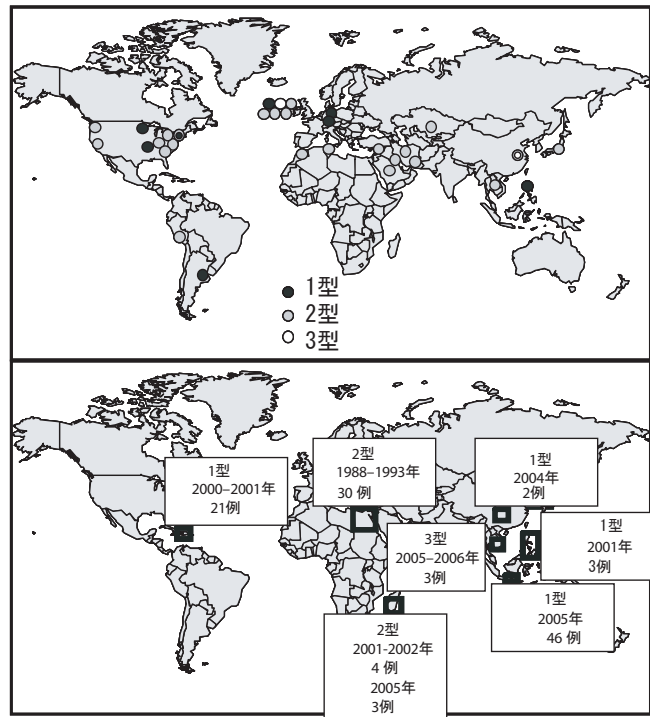 1型
2型
3型
1型
2000–2001年
21例
2型
1988–1993年
30 例
1型
2004年
2例
3型
2005–2006年
3例
1型
2001年
3例
1型
2005年
46 例
2型
2001-2002年
4 例
2005年
3例